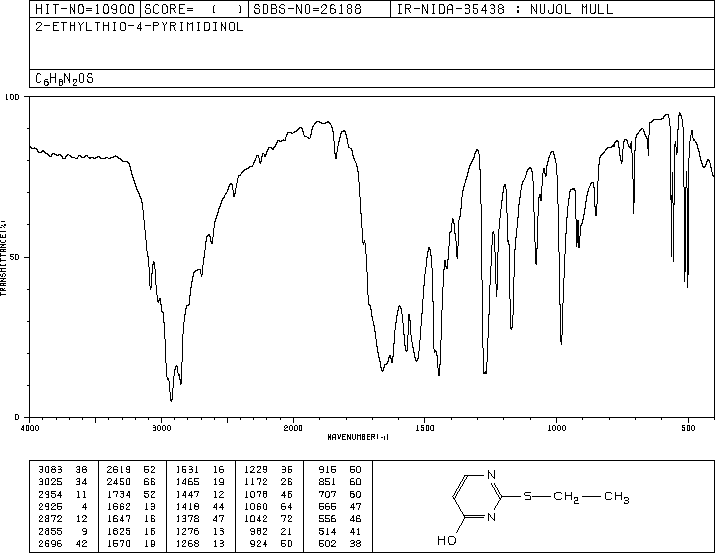 HIT-NO=10900 SCORE= ( ) SDBS-NO=26188 IR-NIDA-35438 : NUJOL MULL
2-ETHYLTHIO-4-PYRIMIDINOL
C6H8N2OS
100
TRANSMITTANCE(%)
50
0
4000 3000 2000 1500 1000 500
WAVENUMBER(-1)
3083 38 2619 52 1531 16 1229 36 916 50
3025 34 2450 66 1465 19 1172 26 851 60
2954 11 1734 52 1447 12 1078 46 707 60
2925 4 1662 13 1418 44 1060 64 565 47
2872 12 1647 16 1378 47 1042 72 556 46
2855 9 1625 16 1276 13 982 21 514 41
2696 42 1570 19 1268 13 924 50 502 38
N
S CH2 CH3
N
HO